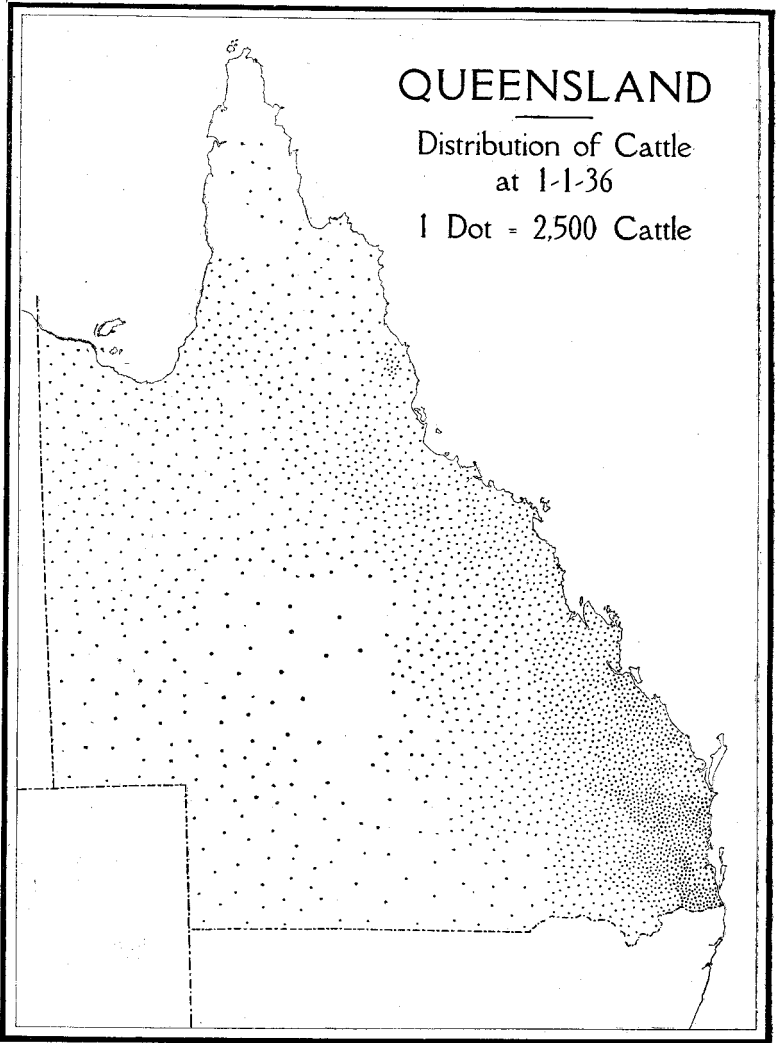 QUEENSLAND
Distribution of Cattle
at 1-1-36
1 Dot = 2,500 Cattle